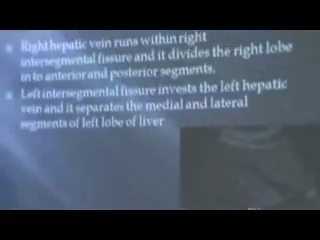 Right hepatic vein runs within right
intersegmental fissure and it divides the right lobe
in to anterior and posterior segments.
Left intersegmental fissure invests the left hepatic
vein and it separates the medial and lateral
segments of left lobe of liver